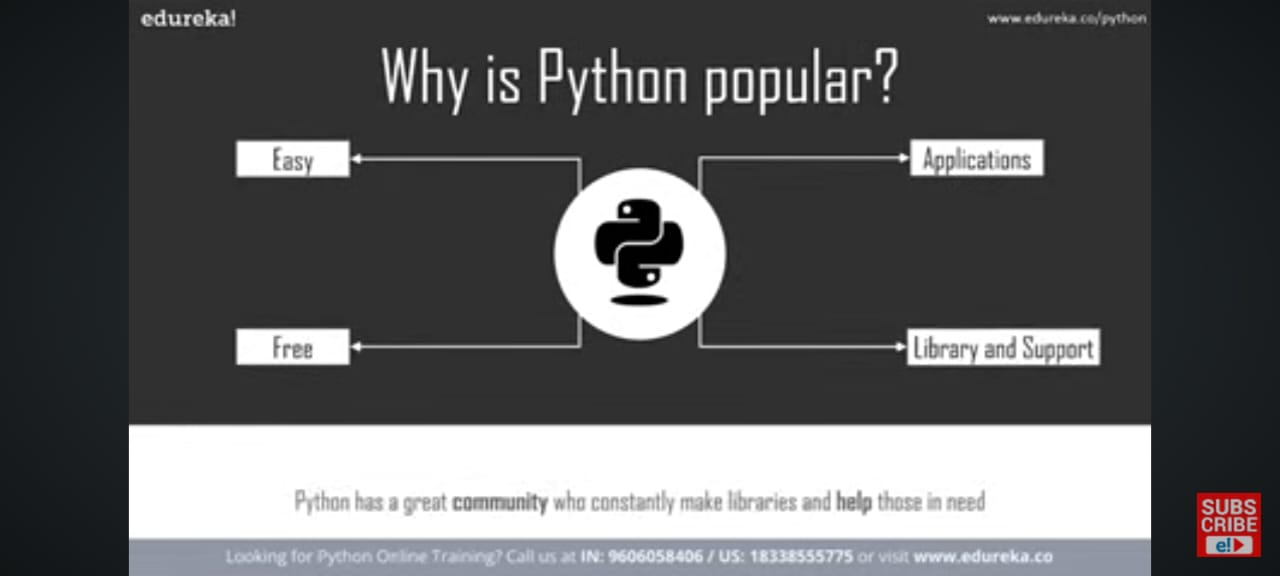 edureka!
www.edureka.co/python
Why is Python popular?
Easy
Applications
Free
Library and Support
Python has a great community who constantly make libraries and help those in need
Looking for Python Online Training? Call us at IN: 9606058406 / US: 18338555775 or visit www.edureka.co
SUBS
CRIBE
e!